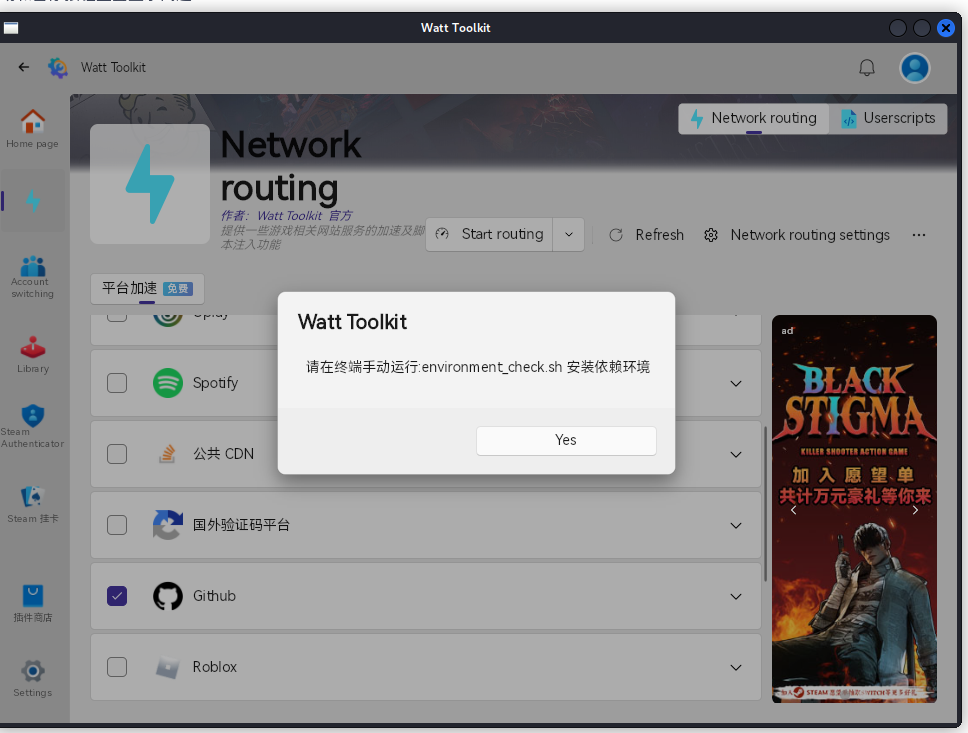 Watt Toolkit
Watt Toolkit
Home page
Account
switching
Library
Steam
Authenticator
Steam 挂卡
插件商店
Settings
Network routing
Userscripts
Network
routing
作者： Watt Toolkit 官方
提供一些游戏相关网站服务的加速及脚
本注入功能
Start routing
Refresh
Network routing settings
平台加速 免费
Spotify
公共 CDN
国外验证码平台
Github
Roblox
Watt Toolkit
请在终端手动运行:environment_check.sh 安装依赖环境
Yes
ad
BLACK
STIGMA
KILLER SHOOTER ACTION GAME
加入愿望单
共计万元豪礼等你来